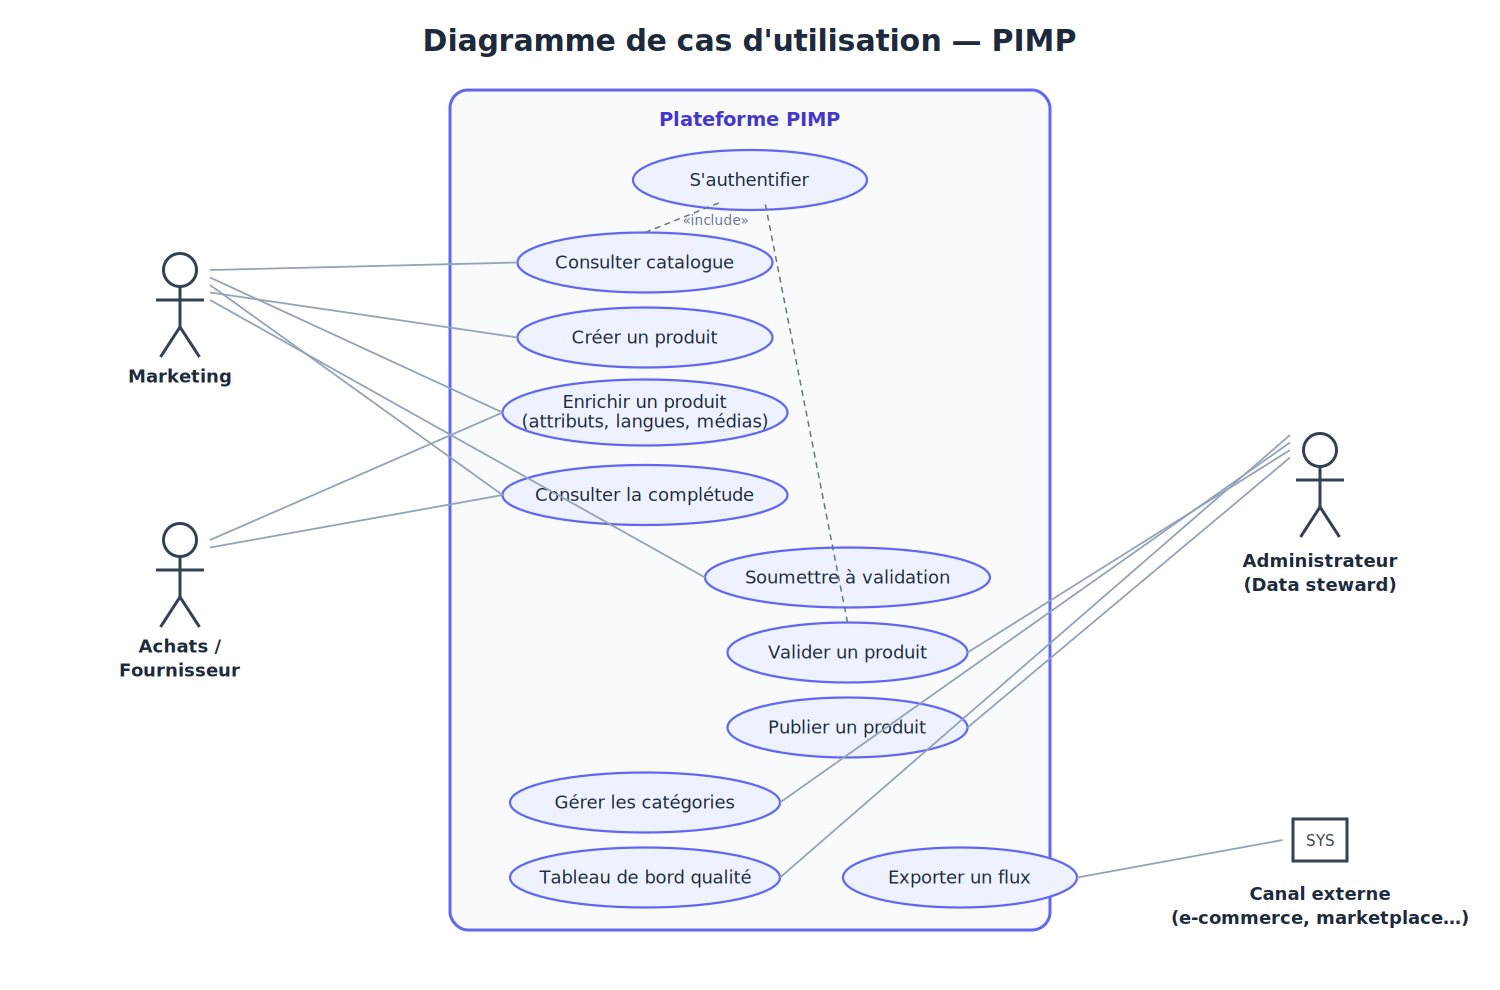 Diagramme de cas d'utilisation — PIMP
Plateforme PIMP
S'authentifier
«include»
Consulter catalogue
Créer un produit
Enrichir un produit
(attributs, langues, médias)
Consulter la complétude
Soumettre à validation
Valider un produit
Publier un produit
Gérer les catégories
Tableau de bord qualité
Exporter un flux
Marketing
Achats /
Fournisseur
Administrateur
(Data steward)
SYS
Canal externe
(e-commerce, marketplace…)